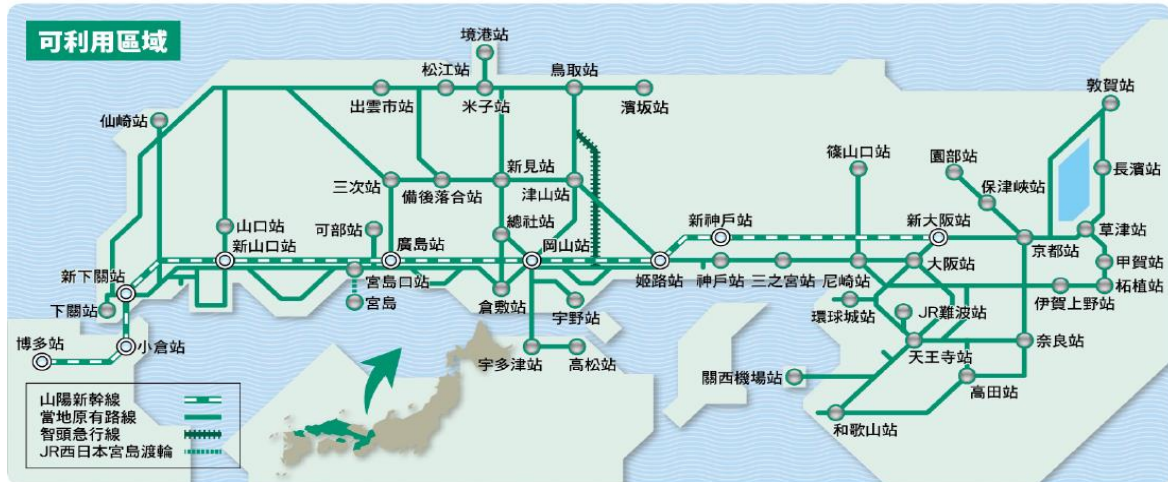 可利用區域
境港站
松江站
鳥取站
出雲市站
米子站
濱坂站
敦賀站
仙崎站
篠山口站
園部站
長濱站
保津峽站
三次站
備後落合站
新見站
津山站
山口站
可部站
總社站
新神戶站
新大阪站
草津站
新山口站
廣島站
岡山站
京都站
甲賀站
新下關站
宮島口站
姬路站
神戶站
三之宮站
尼崎站
大阪站
柘植站
下關站
宮島
倉敷站
宇野站
環球城站
JR難波站
伊賀上野站
博多站
小倉站
宇多津站
高松站
天王寺站
奈良站
關西機場站
高田站
和歌山站
山陽新幹線
當地原有路線
智頭急行線
JR西日本宮島渡輪